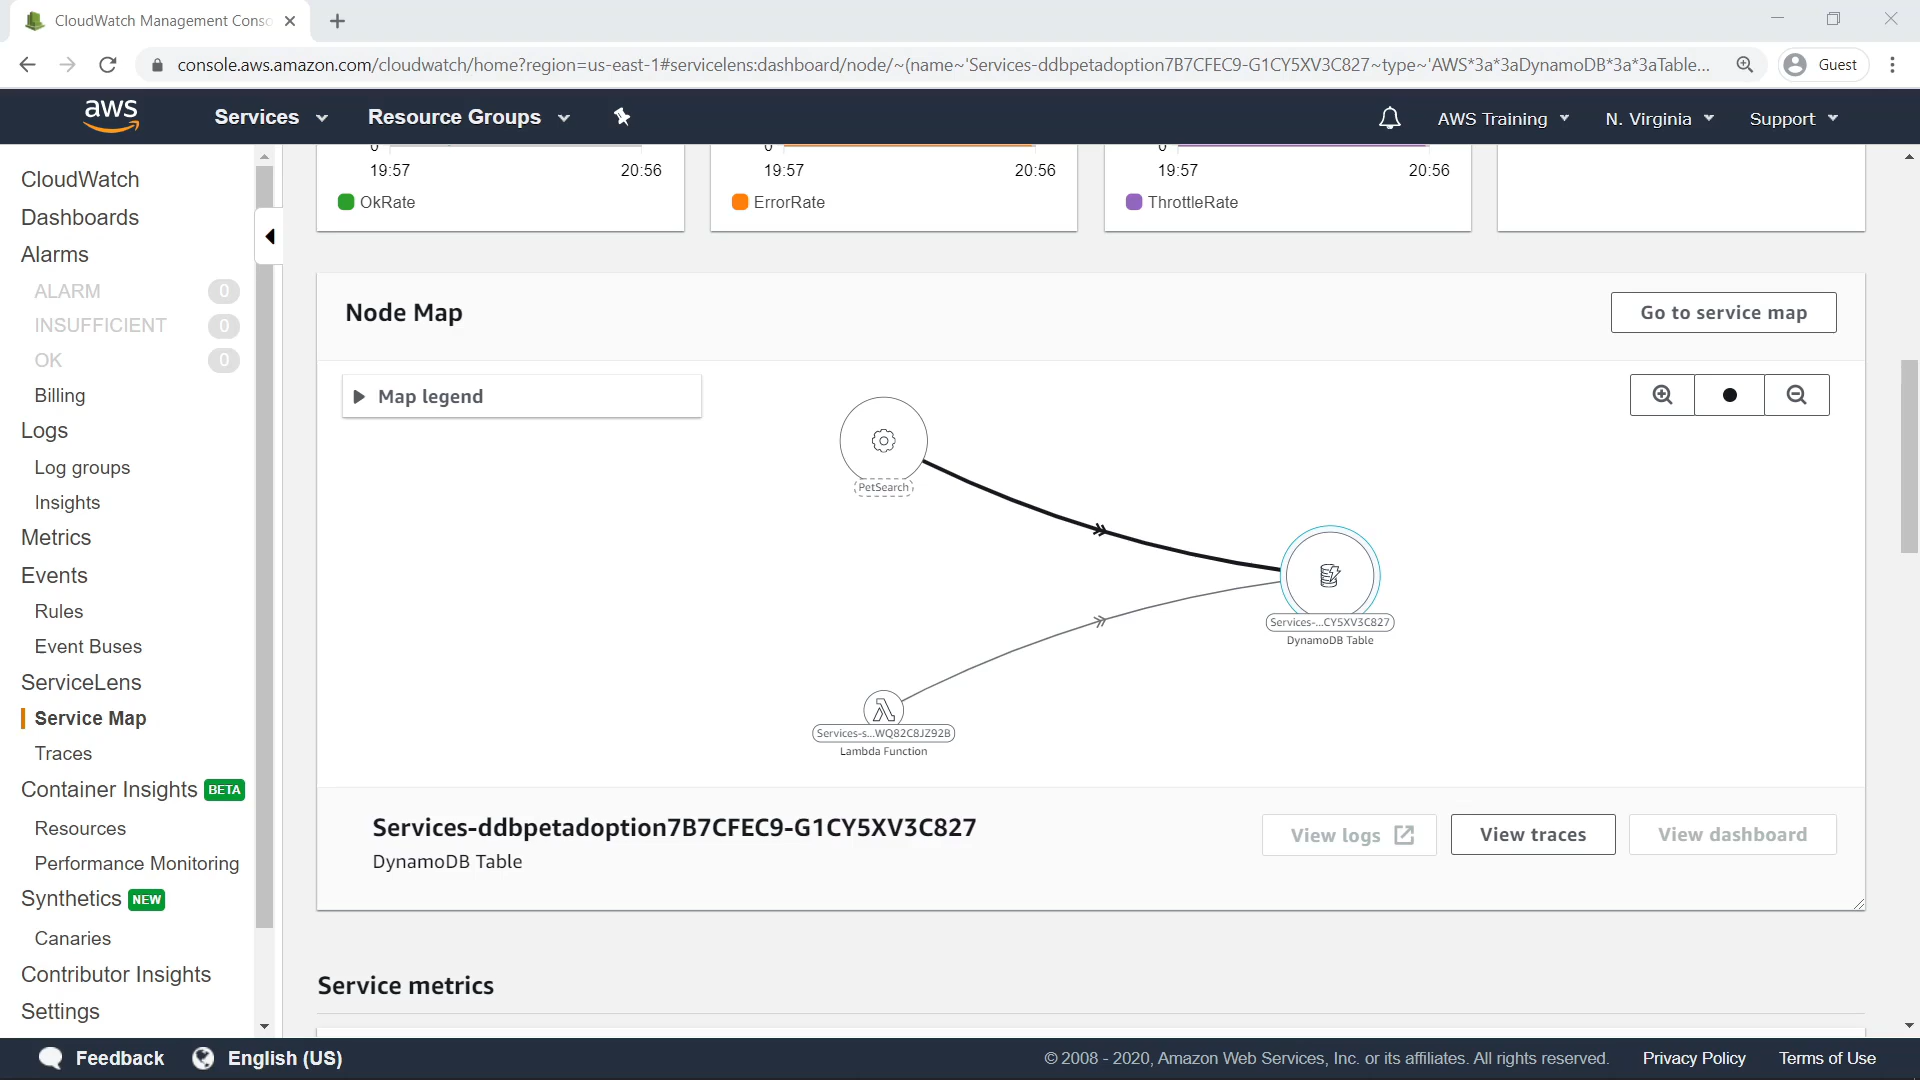 CloudWatch Management Conso
console.aws.amazon.com/cloudwatch/home?region=us-east-1#servicelens:dashboard/node/~(name~'Services-ddbpetadoption7B7CFEC9-G1CY5XV3C827~type~'AWS*3a*3aDynamoDB*3a*3aTable...
Guest
aws
Services
Resource Groups
AWS Training
N. Virginia
Support
CloudWatch
Dashboards
Alarms
ALARM 0
INSUFFICIENT 0
OK 0
Billing
Logs
Log groups
Insights
Metrics
Events
Rules
Event Buses
ServiceLens
Service Map
Traces
Container Insights BETA
Resources
Performance Monitoring
Synthetics NEW
Canaries
Contributor Insights
Settings
0
19:57 20:56
OkRate
0
19:57 20:56
ErrorRate
0
19:57 20:56
ThrottleRate
Node Map
Go to service map
Map legend
PetSearch
Services-...CY5XV3C827
DynamoDB Table
Services-s...WQ82C8JZ92B
Lambda Function
Services-ddbpetadoption7B7CFEC9-G1CY5XV3C827
DynamoDB Table
View logs
View traces
View dashboard
Service metrics
Feedback
English (US)
© 2008 - 2020, Amazon Web Services, Inc. or its affiliates. All rights reserved.
Privacy Policy
Terms of Use